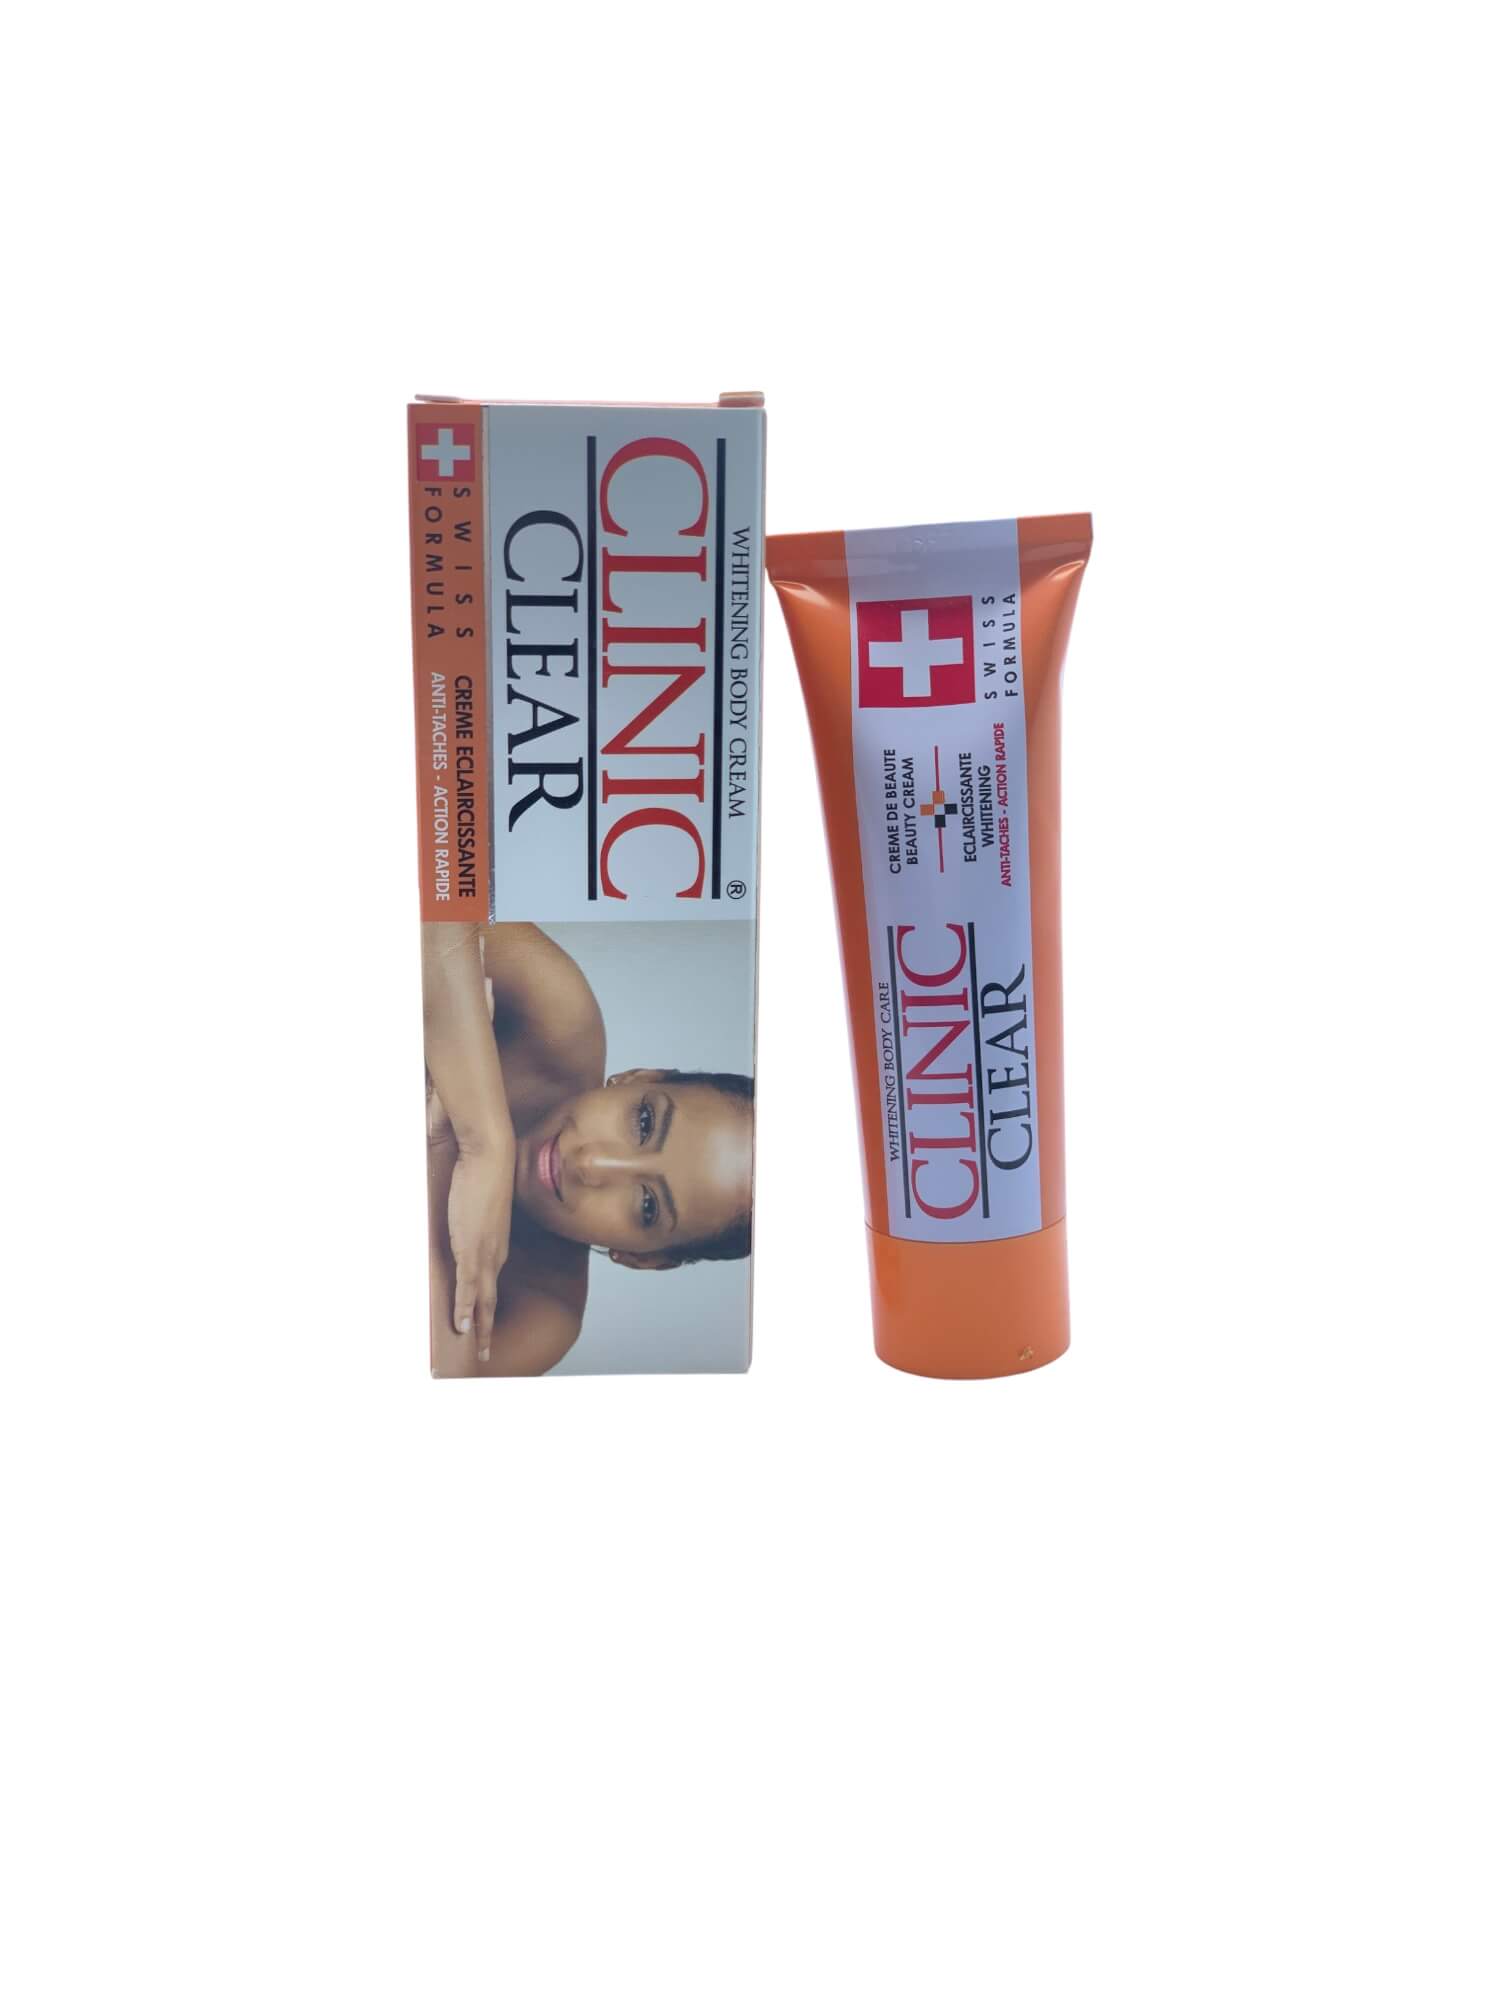 WHITENING BODY CREAM
CLINIC ®
CLEAR
SWISS
FORMULA
CREME ECLAIRCISSANTE
ANTI-TACHES - ACTION RAPIDE
WHITENING BODY CARE
CLINIC
CLEAR
CREME DE BEAUTE
BEAUTY CREAM
ECLAIRCISSANTE
WHITENING
ANTI-TACHES - ACTION RAPIDE
SWISS
FORMULA